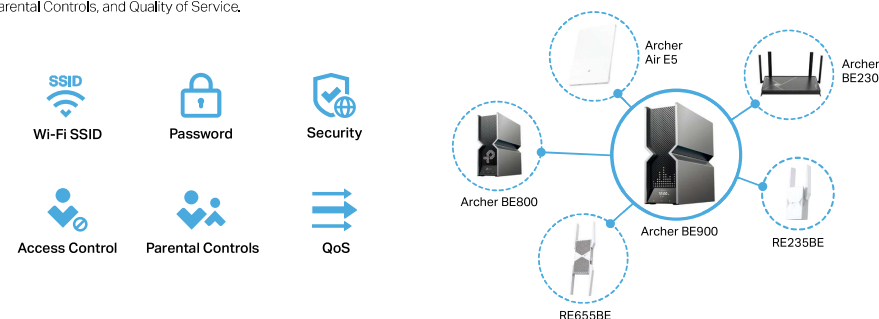 arental Controls, and Quality of Service.
SSID
Wi-Fi SSID
Password
Security
Access Control
Parental Controls
QoS
Archer
Air E5
Archer
BE230
Archer BE800
Archer BE900
RE235BE
RE655BE